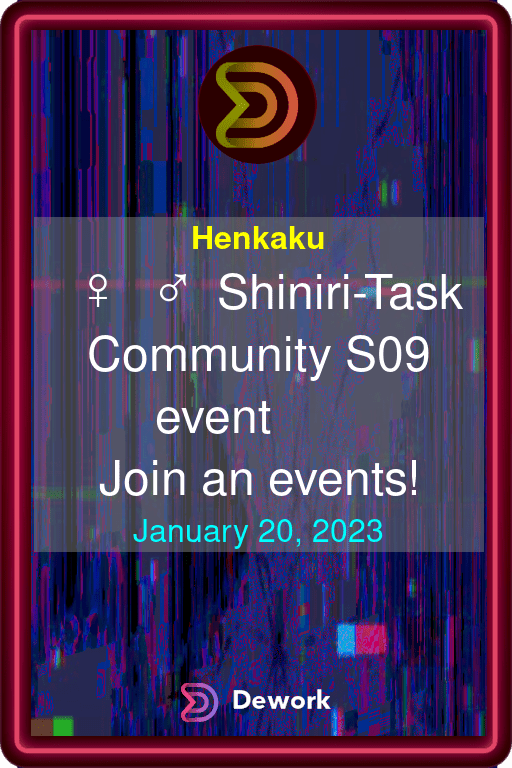 Henkaku
♀ ♂ Shiniri-Task
Community S09
event
Join an events!
January 20, 2023
Dework